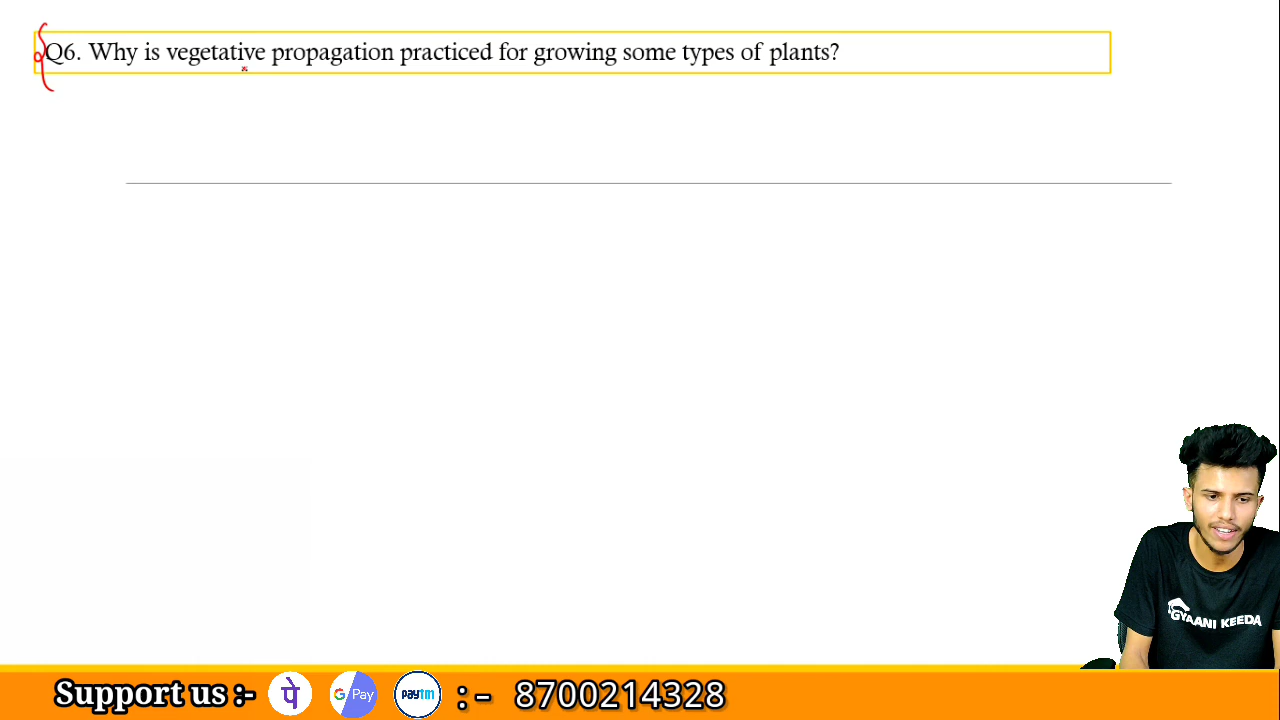 Q6. Why is vegetative propagation practiced for growing some types of plants?
GYAANI KEEDA
Support us :- पे G Pay paytm : - 8700214328